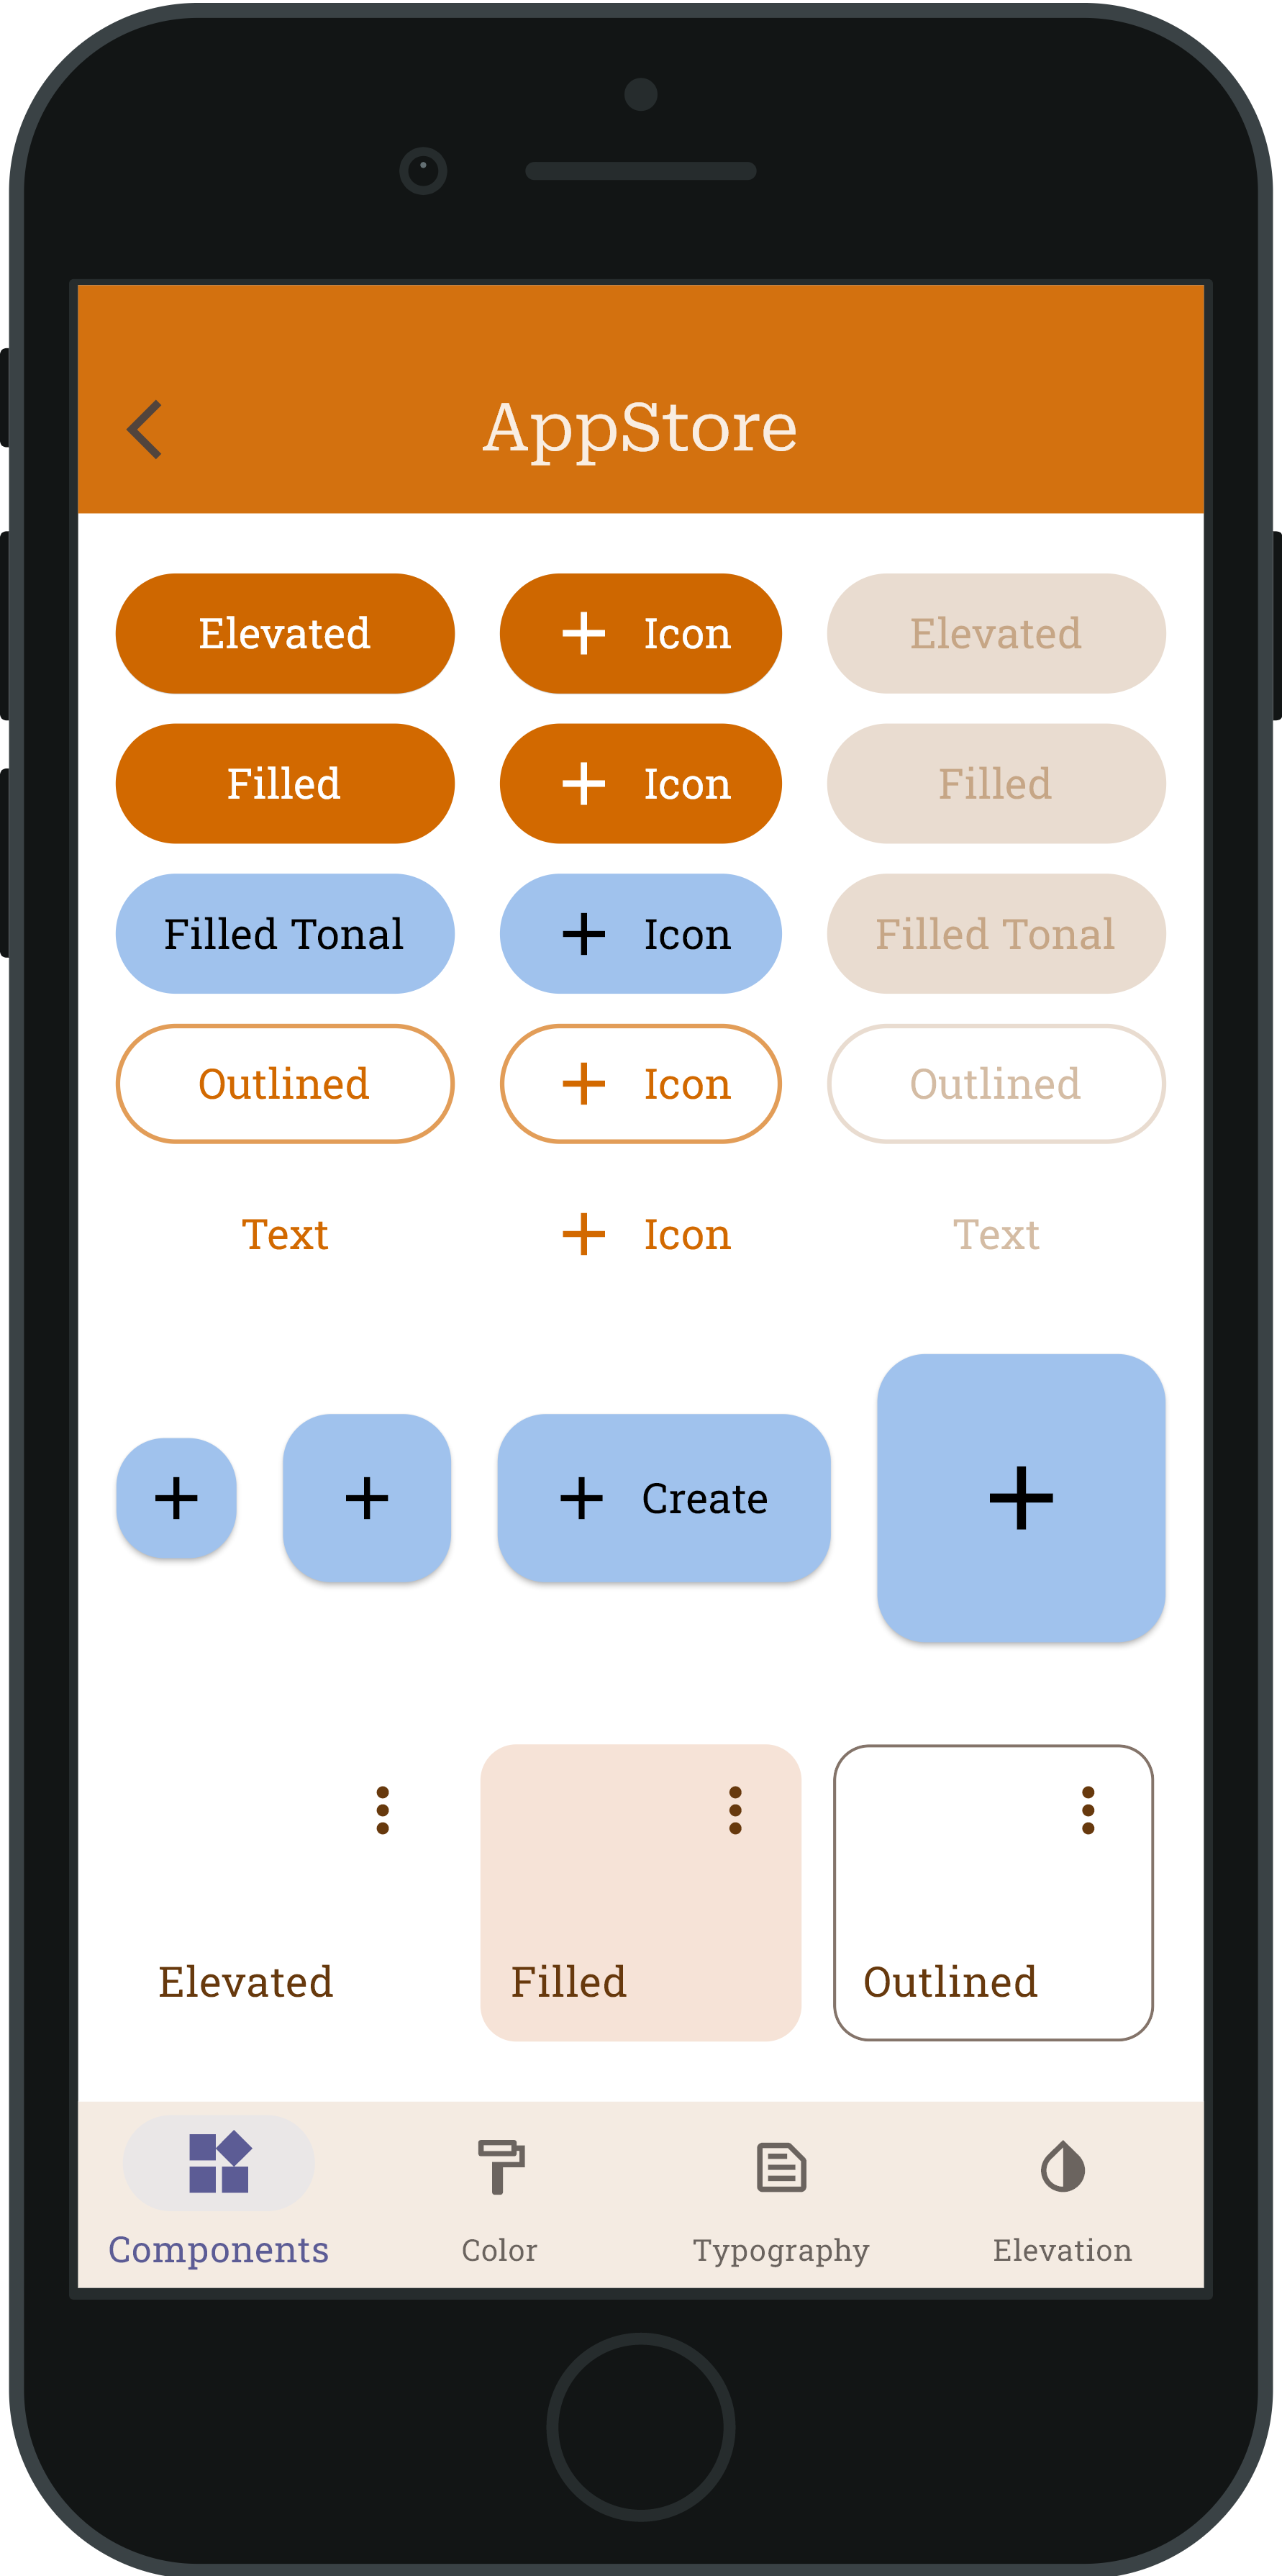 AppStore
Elevated Icon Elevated
Filled Icon Filled
Filled Tonal Icon Filled Tonal
Outlined Icon Outlined
Text Icon Text
Create
Elevated Filled Outlined
Components Color Typography Elevation